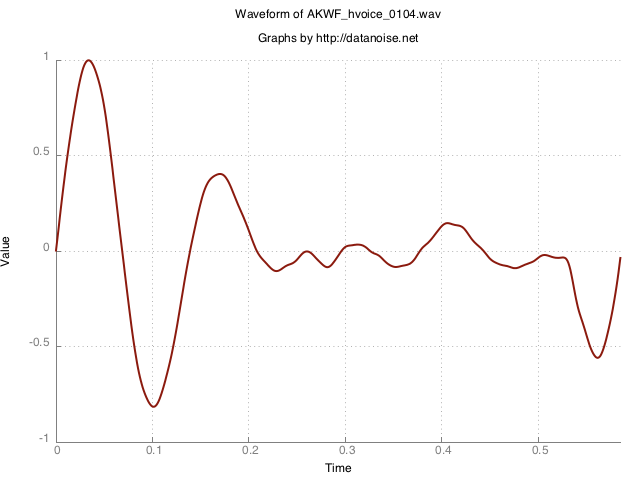 Waveform of AKWF_hvoice_0104.wav
Graphs by http://datanoise.net
1
0.5
0
-0.5
-1
Value
0 0.1 0.2 0.3 0.4 0.5
Time